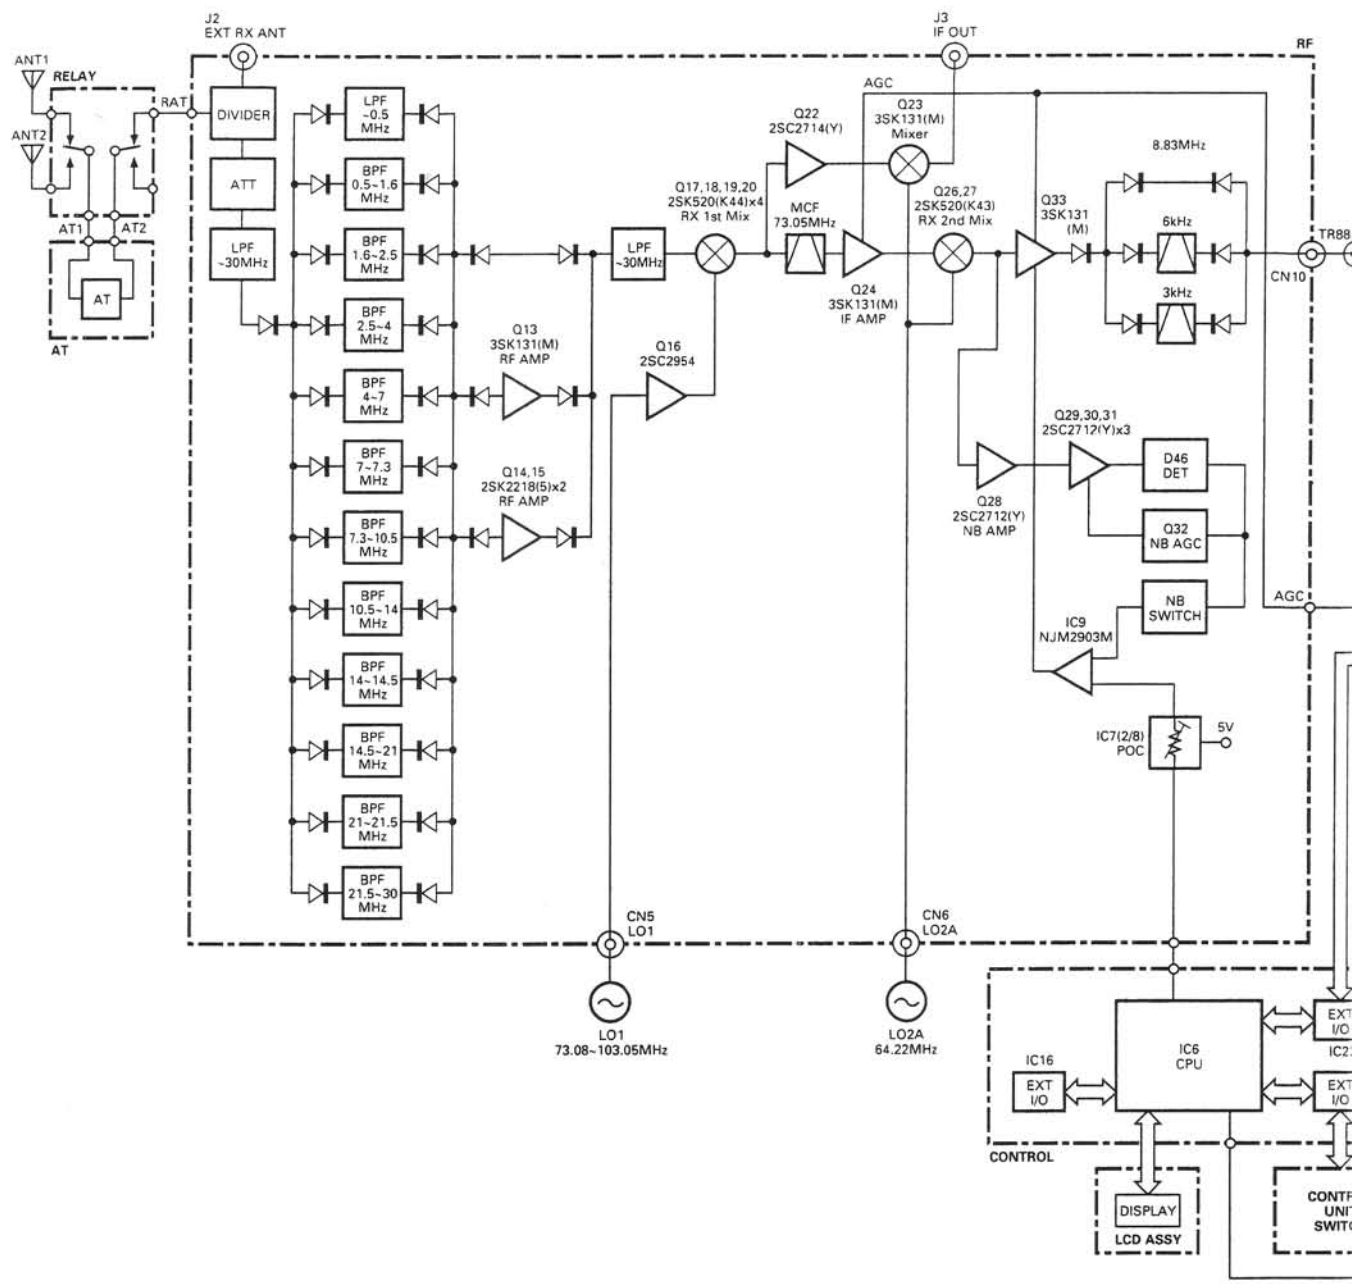 J2
EXT RX ANT
J3
IF OUT
RF
ANT1
RELAY
RAT
ANT2
AT1
AT2
AT
AT
DIVIDER
ATT
LPF
~30MHz
LPF
~0.5
MHz
BPF
0.5~1.6
MHz
BPF
1.6~2.5
MHz
BPF
2.5~4
MHz
BPF
4~7
MHz
BPF
7~7.3
MHz
BPF
7.3~10.5
MHz
BPF
10.5~14
MHz
BPF
14~14.5
MHz
BPF
14.5~21
MHz
BPF
21~21.5
MHz
BPF
21.5~30
MHz
Q13
3SK131(M)
RF AMP
Q14,15
2SK2218(5)x2
RF AMP
LPF
~30MHz
Q16
2SC2954
Q17,18,19,20
2SK520(K44)x4
RX 1st Mix
Q22
2SC2714(Y)
MCF
73.05MHz
AGC
Q23
3SK131(M)
Mixer
Q24
3SK131(M)
IF AMP
Q26,27
2SK520(K43)
RX 2nd Mix
Q33
3SK131
(M)
8.83MHz
6kHz
3kHz
TR88
CN10
Q28
2SC2712(Y)
NB AMP
Q29,30,31
2SC2712(Y)x3
D46
DET
Q32
NB AGC
NB
SWITCH
AGC
IC9
NJM2903M
IC7(2/8)
POC
5V
CN5
LO1
CN6
LO2A
LO1
73.08~103.05MHz
LO2A
64.22MHz
IC6
CPU
IC16
EXT
I/O
EXT
I/O
EXT
I/O
CONTROL
DISPLAY
LCD ASSY